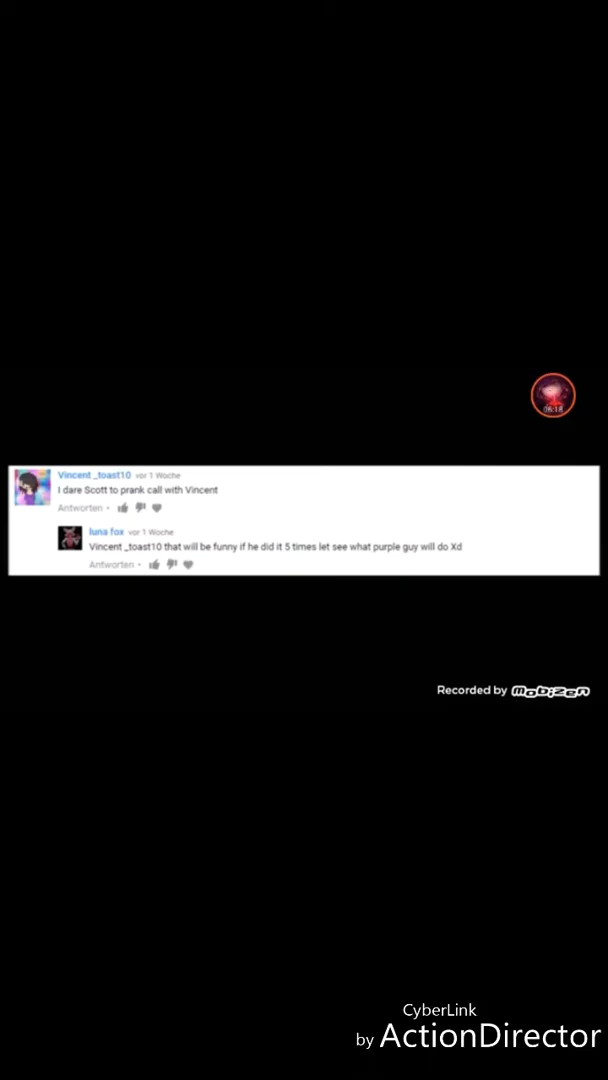 06:18
Vincent _toast10 vor 1 Woche
I dare Scott to prank call with Vincent
Antworten •
luna fox vor 1 Woche
Vincent _toast10 that will be funny if he did it 5 times let see what purple guy will do Xd
Antworten •
Recorded by mobizen
CyberLink
by ActionDirector